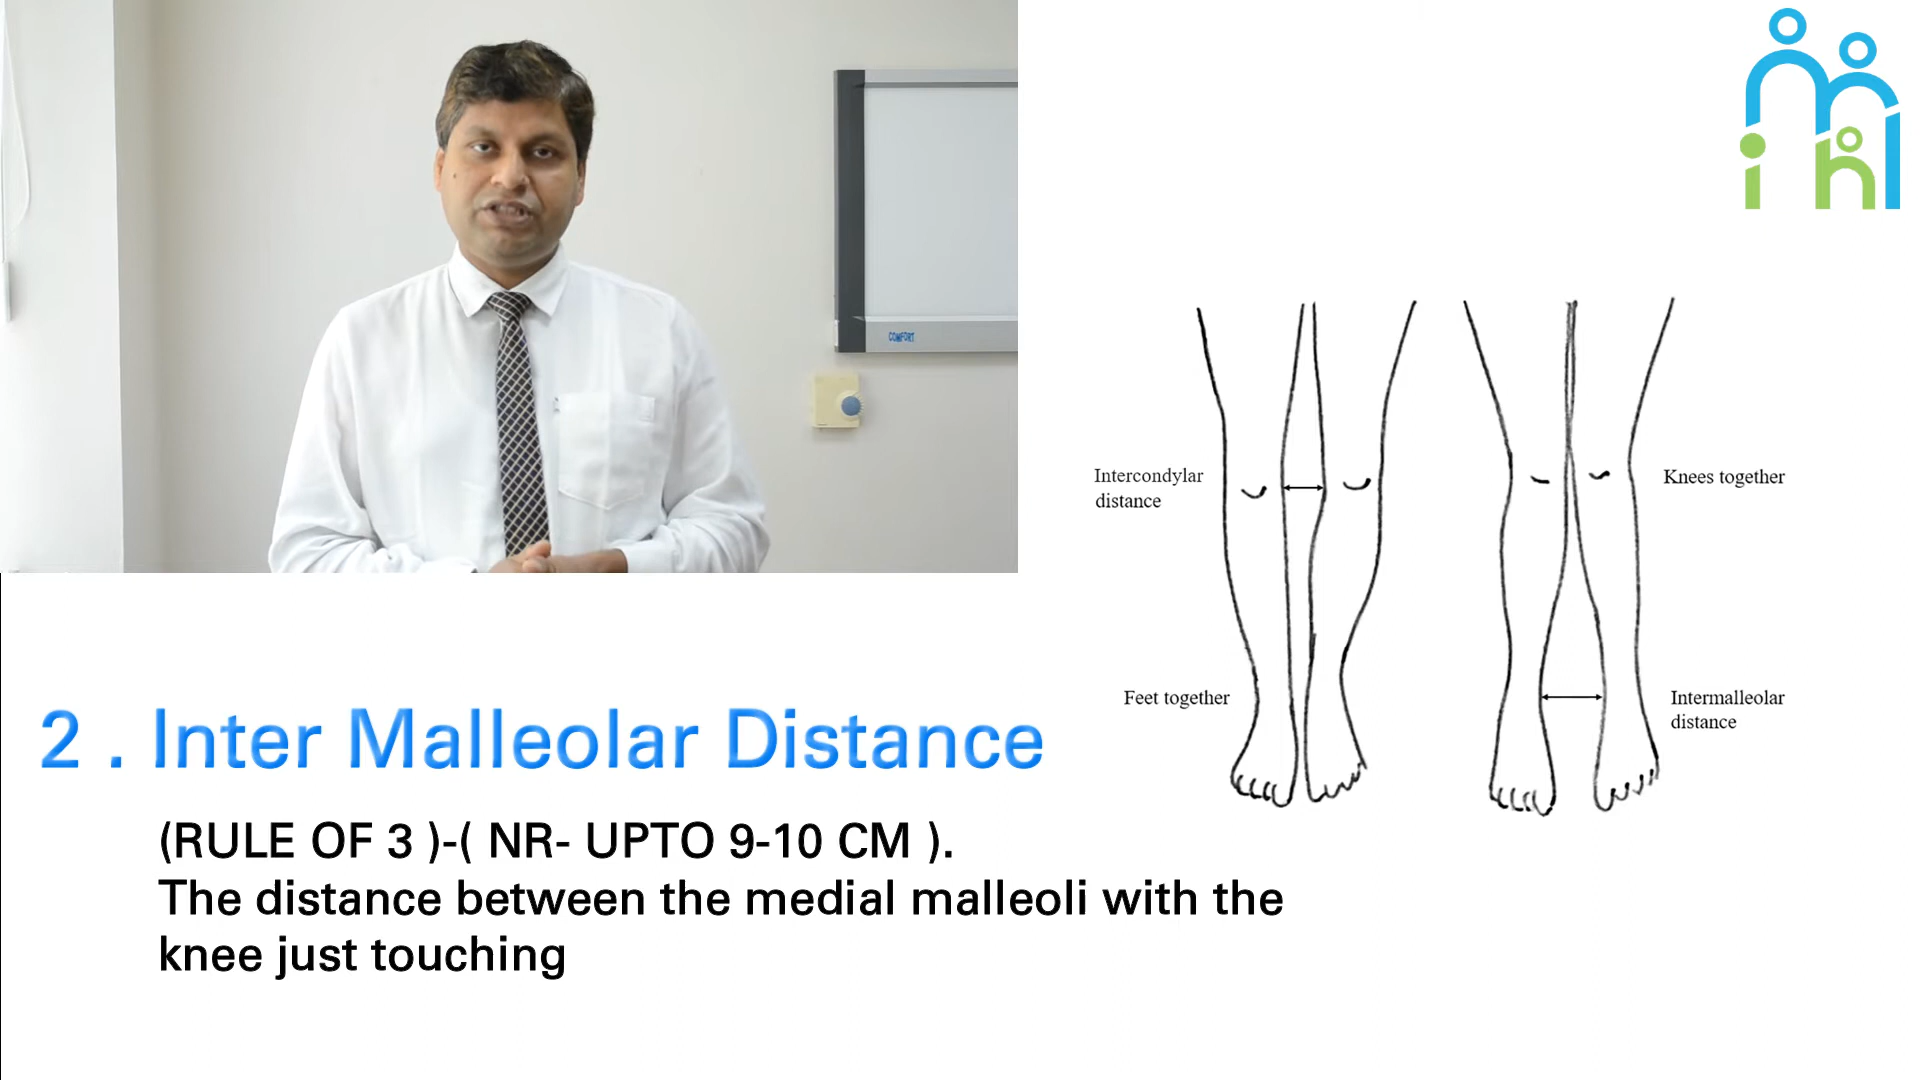 COMFORT
Intercondylar
distance
Knees together
Feet together
Intermalleolar
distance
2 . Inter Malleolar Distance
(RULE OF 3 )-( NR- UPTO 9-10 CM ).
The distance between the medial malleoli with the
knee just touching